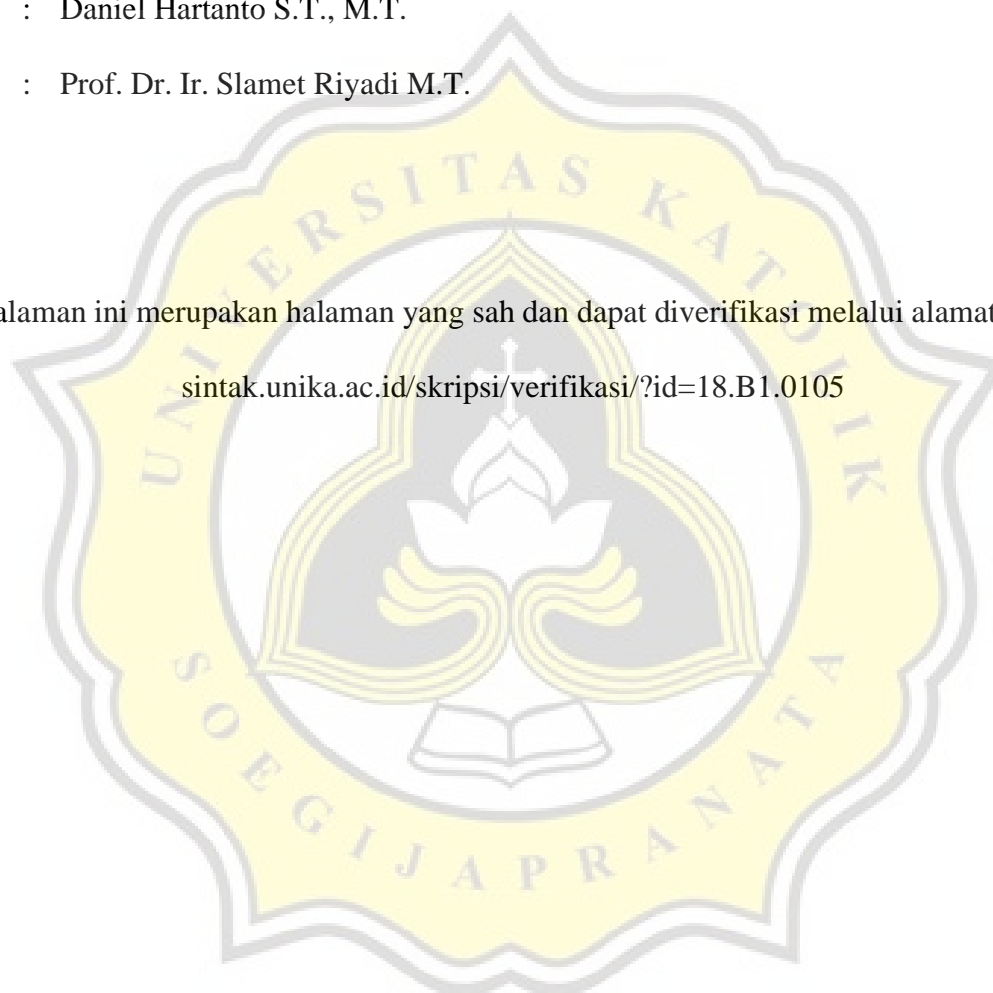 : Daniel Hartanto S.T., M.T.
: Prof. Dr. Ir. Slamet Riyadi M.T.
UNIVERSITAS KATOLIK
alaman ini merupakan halaman yang sah dan dapat diverifikasi melalui alamat
sintak.unika.ac.id/skripsi/verifikasi/?id=18.B1.0105
SOEGIJAPRANATA